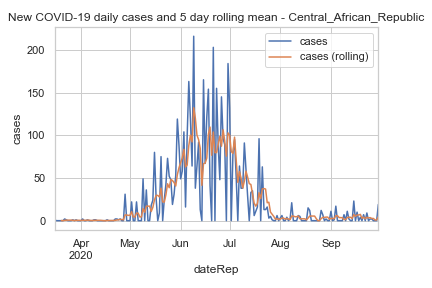 New COVID-19 daily cases and 5 day rolling mean - Central_African_Republic
cases
cases (rolling)
200
150
100
50
0
cases
Apr
2020
May
Jun
Jul
Aug
Sep
dateRep